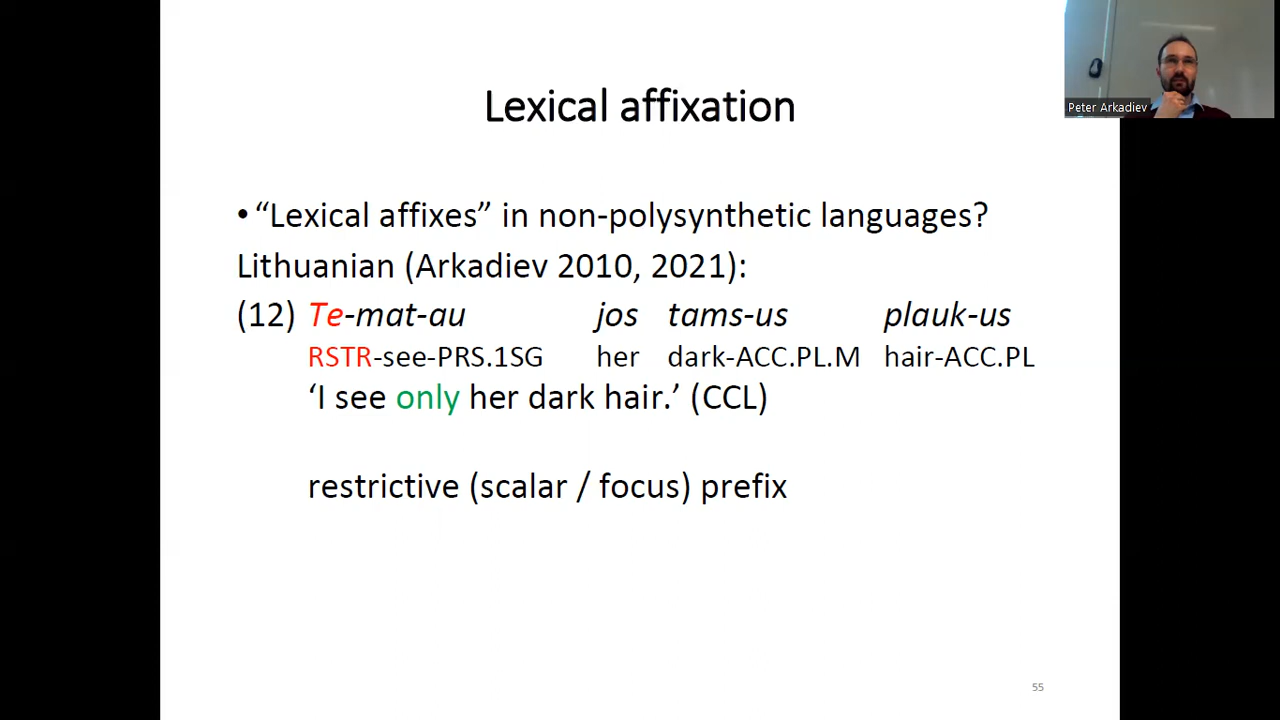 Lexical affixation
Peter Arkadiev
• “Lexical affixes” in non-polysynthetic languages?
Lithuanian (Arkadiev 2010, 2021):
(12) Te-mat-au jos tams-us plauk-us
RSTR-see-PRS.1SG her dark-ACC.PL.M hair-ACC.PL
‘I see only her dark hair.’ (CCL)
restrictive (scalar / focus) prefix
55